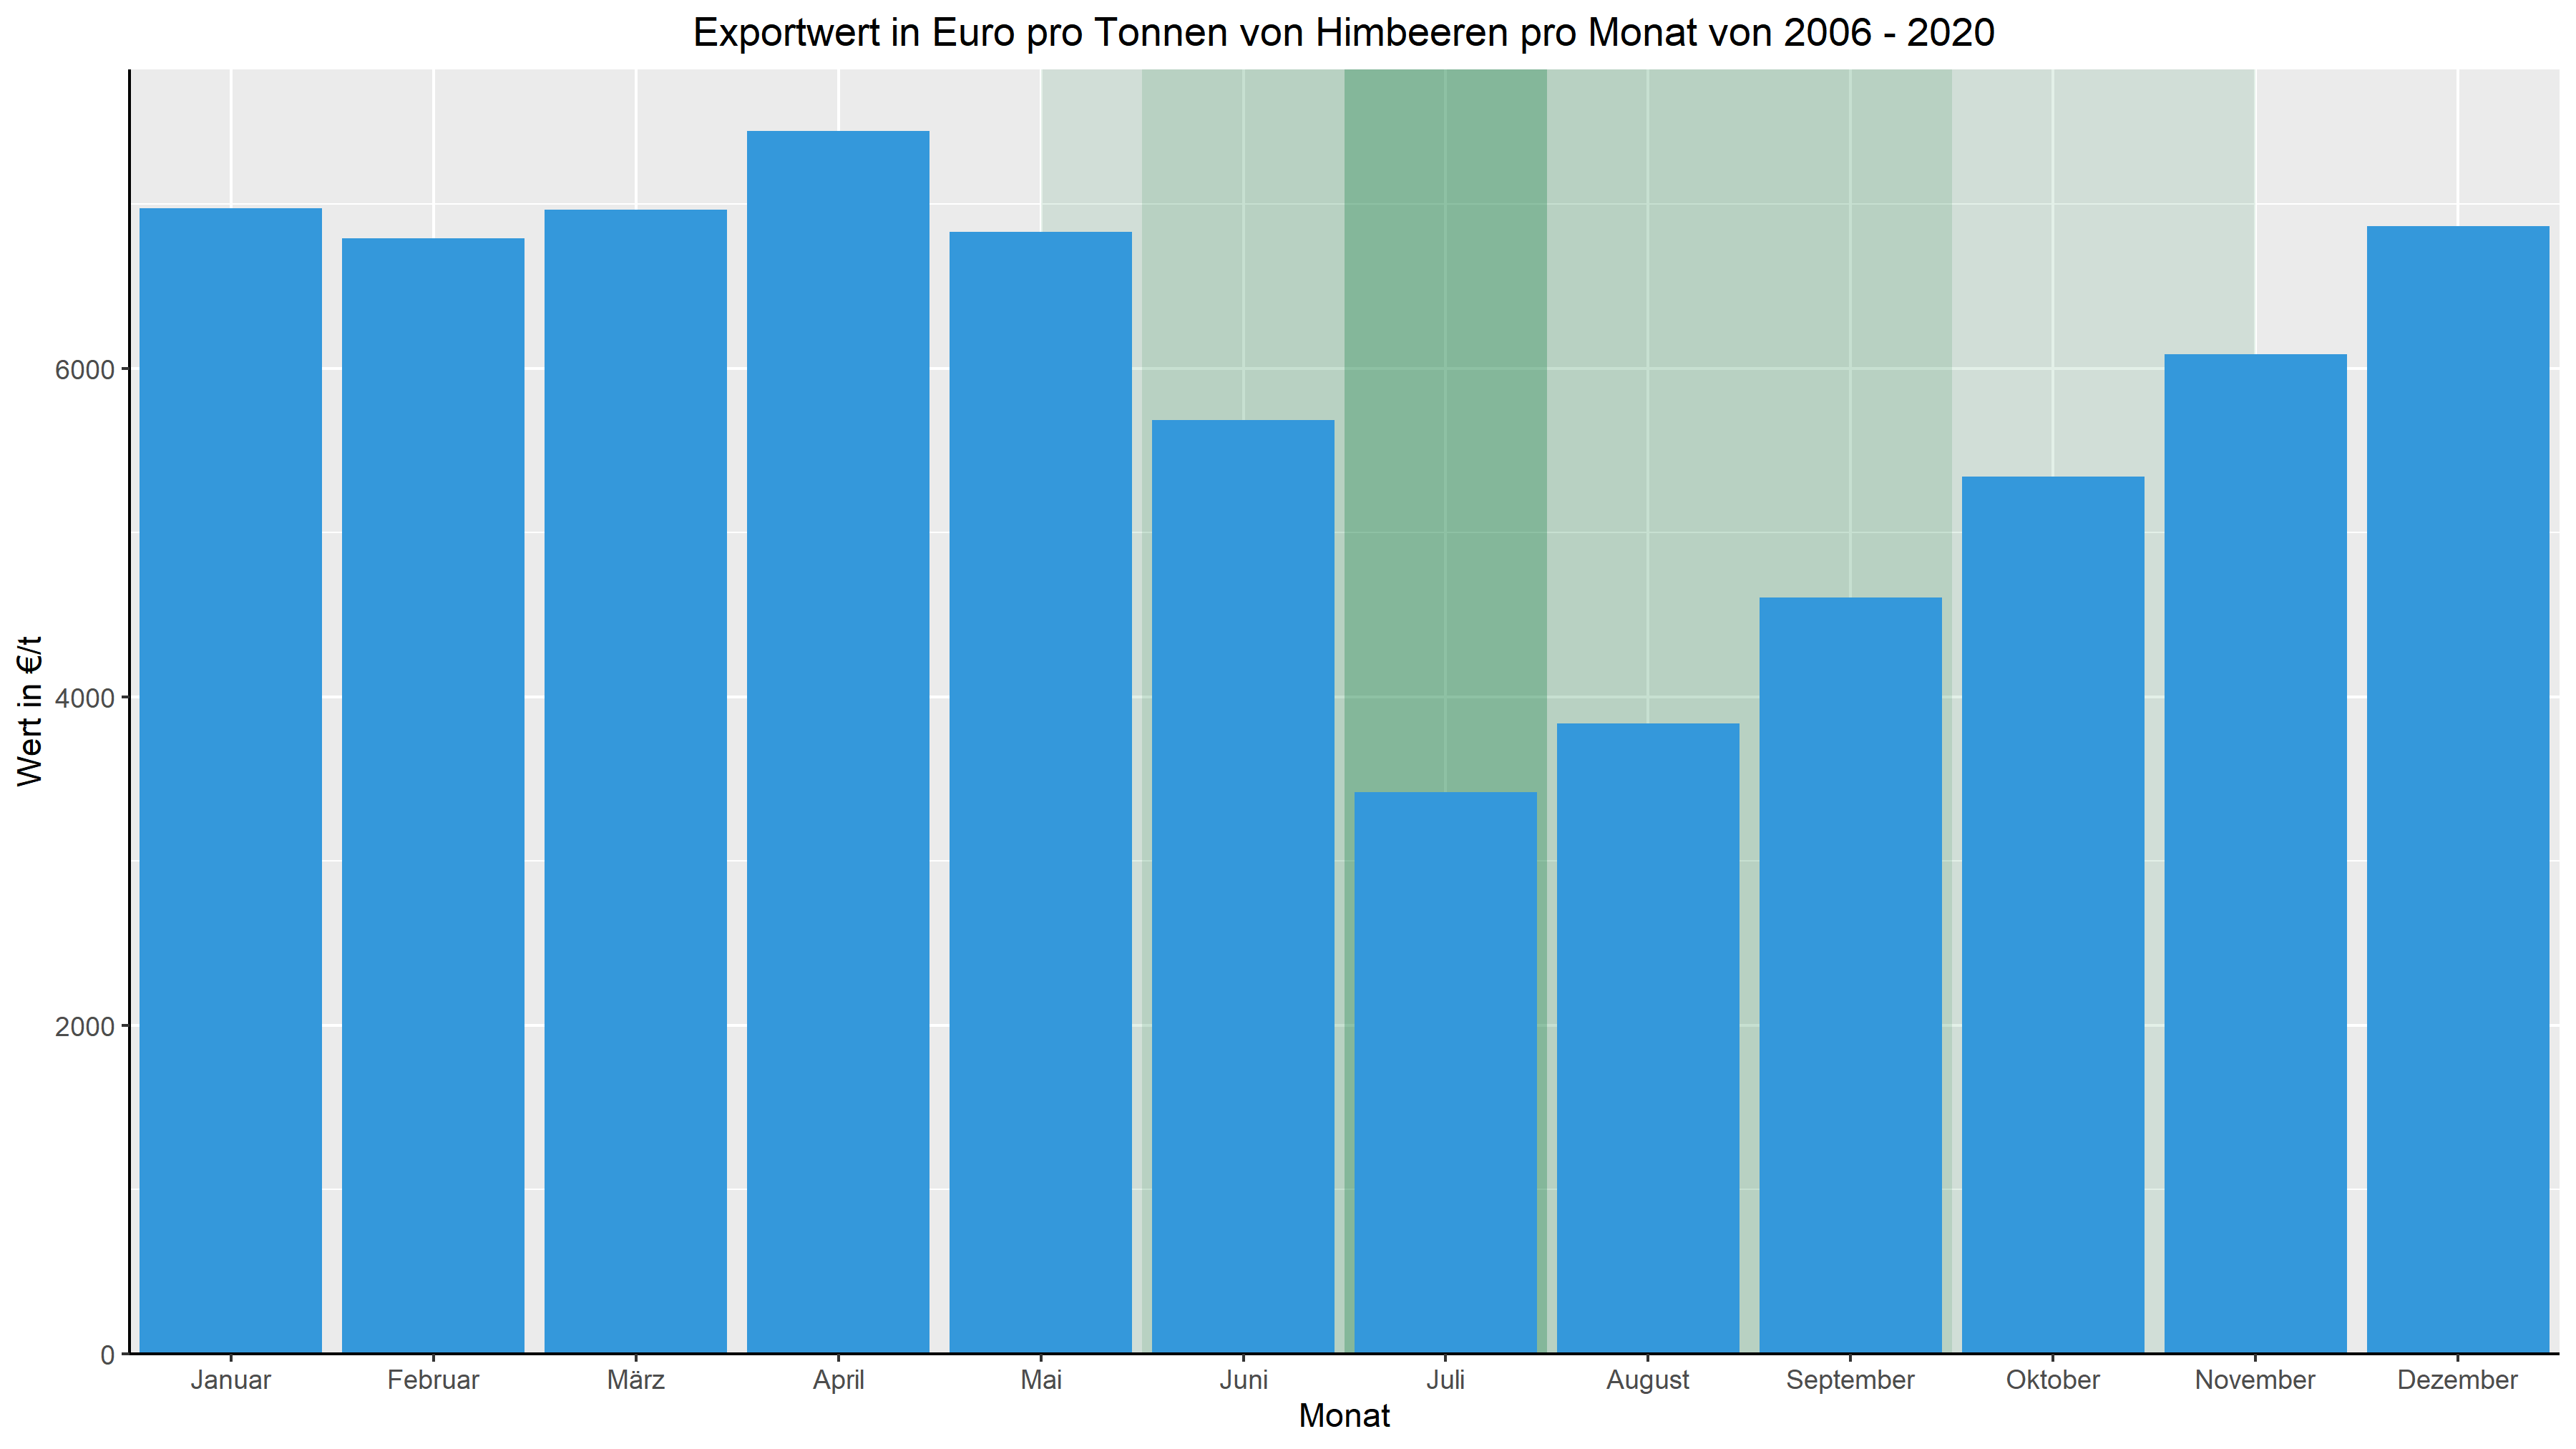 Exportwert in Euro pro Tonnen von Himbeeren pro Monat von 2006 - 2020
Wert in €/t
6000
4000
2000
0
Januar Februar März April Mai Juni Juli August September Oktober November Dezember
Monat